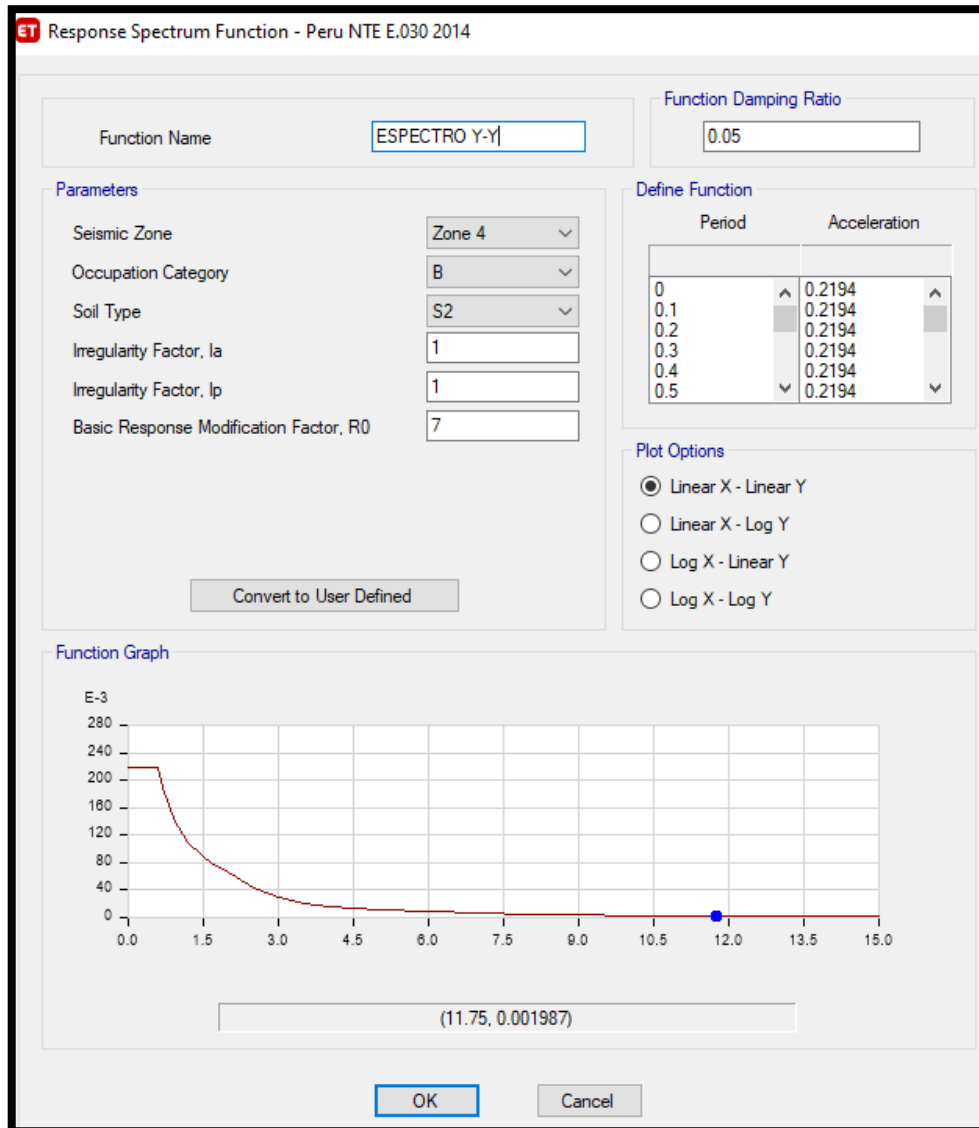 ET Response Spectrum Function - Peru NTE E.030 2014
Function Name ESPECTRO Y-Y
Function Damping Ratio
0.05
Parameters
Seismic Zone Zone 4
Occupation Category B
Soil Type S2
Irregularity Factor, Ia 1
Irregularity Factor, Ip 1
Basic Response Modification Factor, R0 7
Convert to User Defined
Define Function
Period Acceleration
0 0.2194
0.1 0.2194
0.2 0.2194
0.3 0.2194
0.4 0.2194
0.5 0.2194
Plot Options
Linear X - Linear Y
Linear X - Log Y
Log X - Linear Y
Log X - Log Y
Function Graph
E-3
280
240
200
160
120
80
40
0
0.0 1.5 3.0 4.5 6.0 7.5 9.0 10.5 12.0 13.5 15.0
(11.75, 0.001987)
OK Cancel